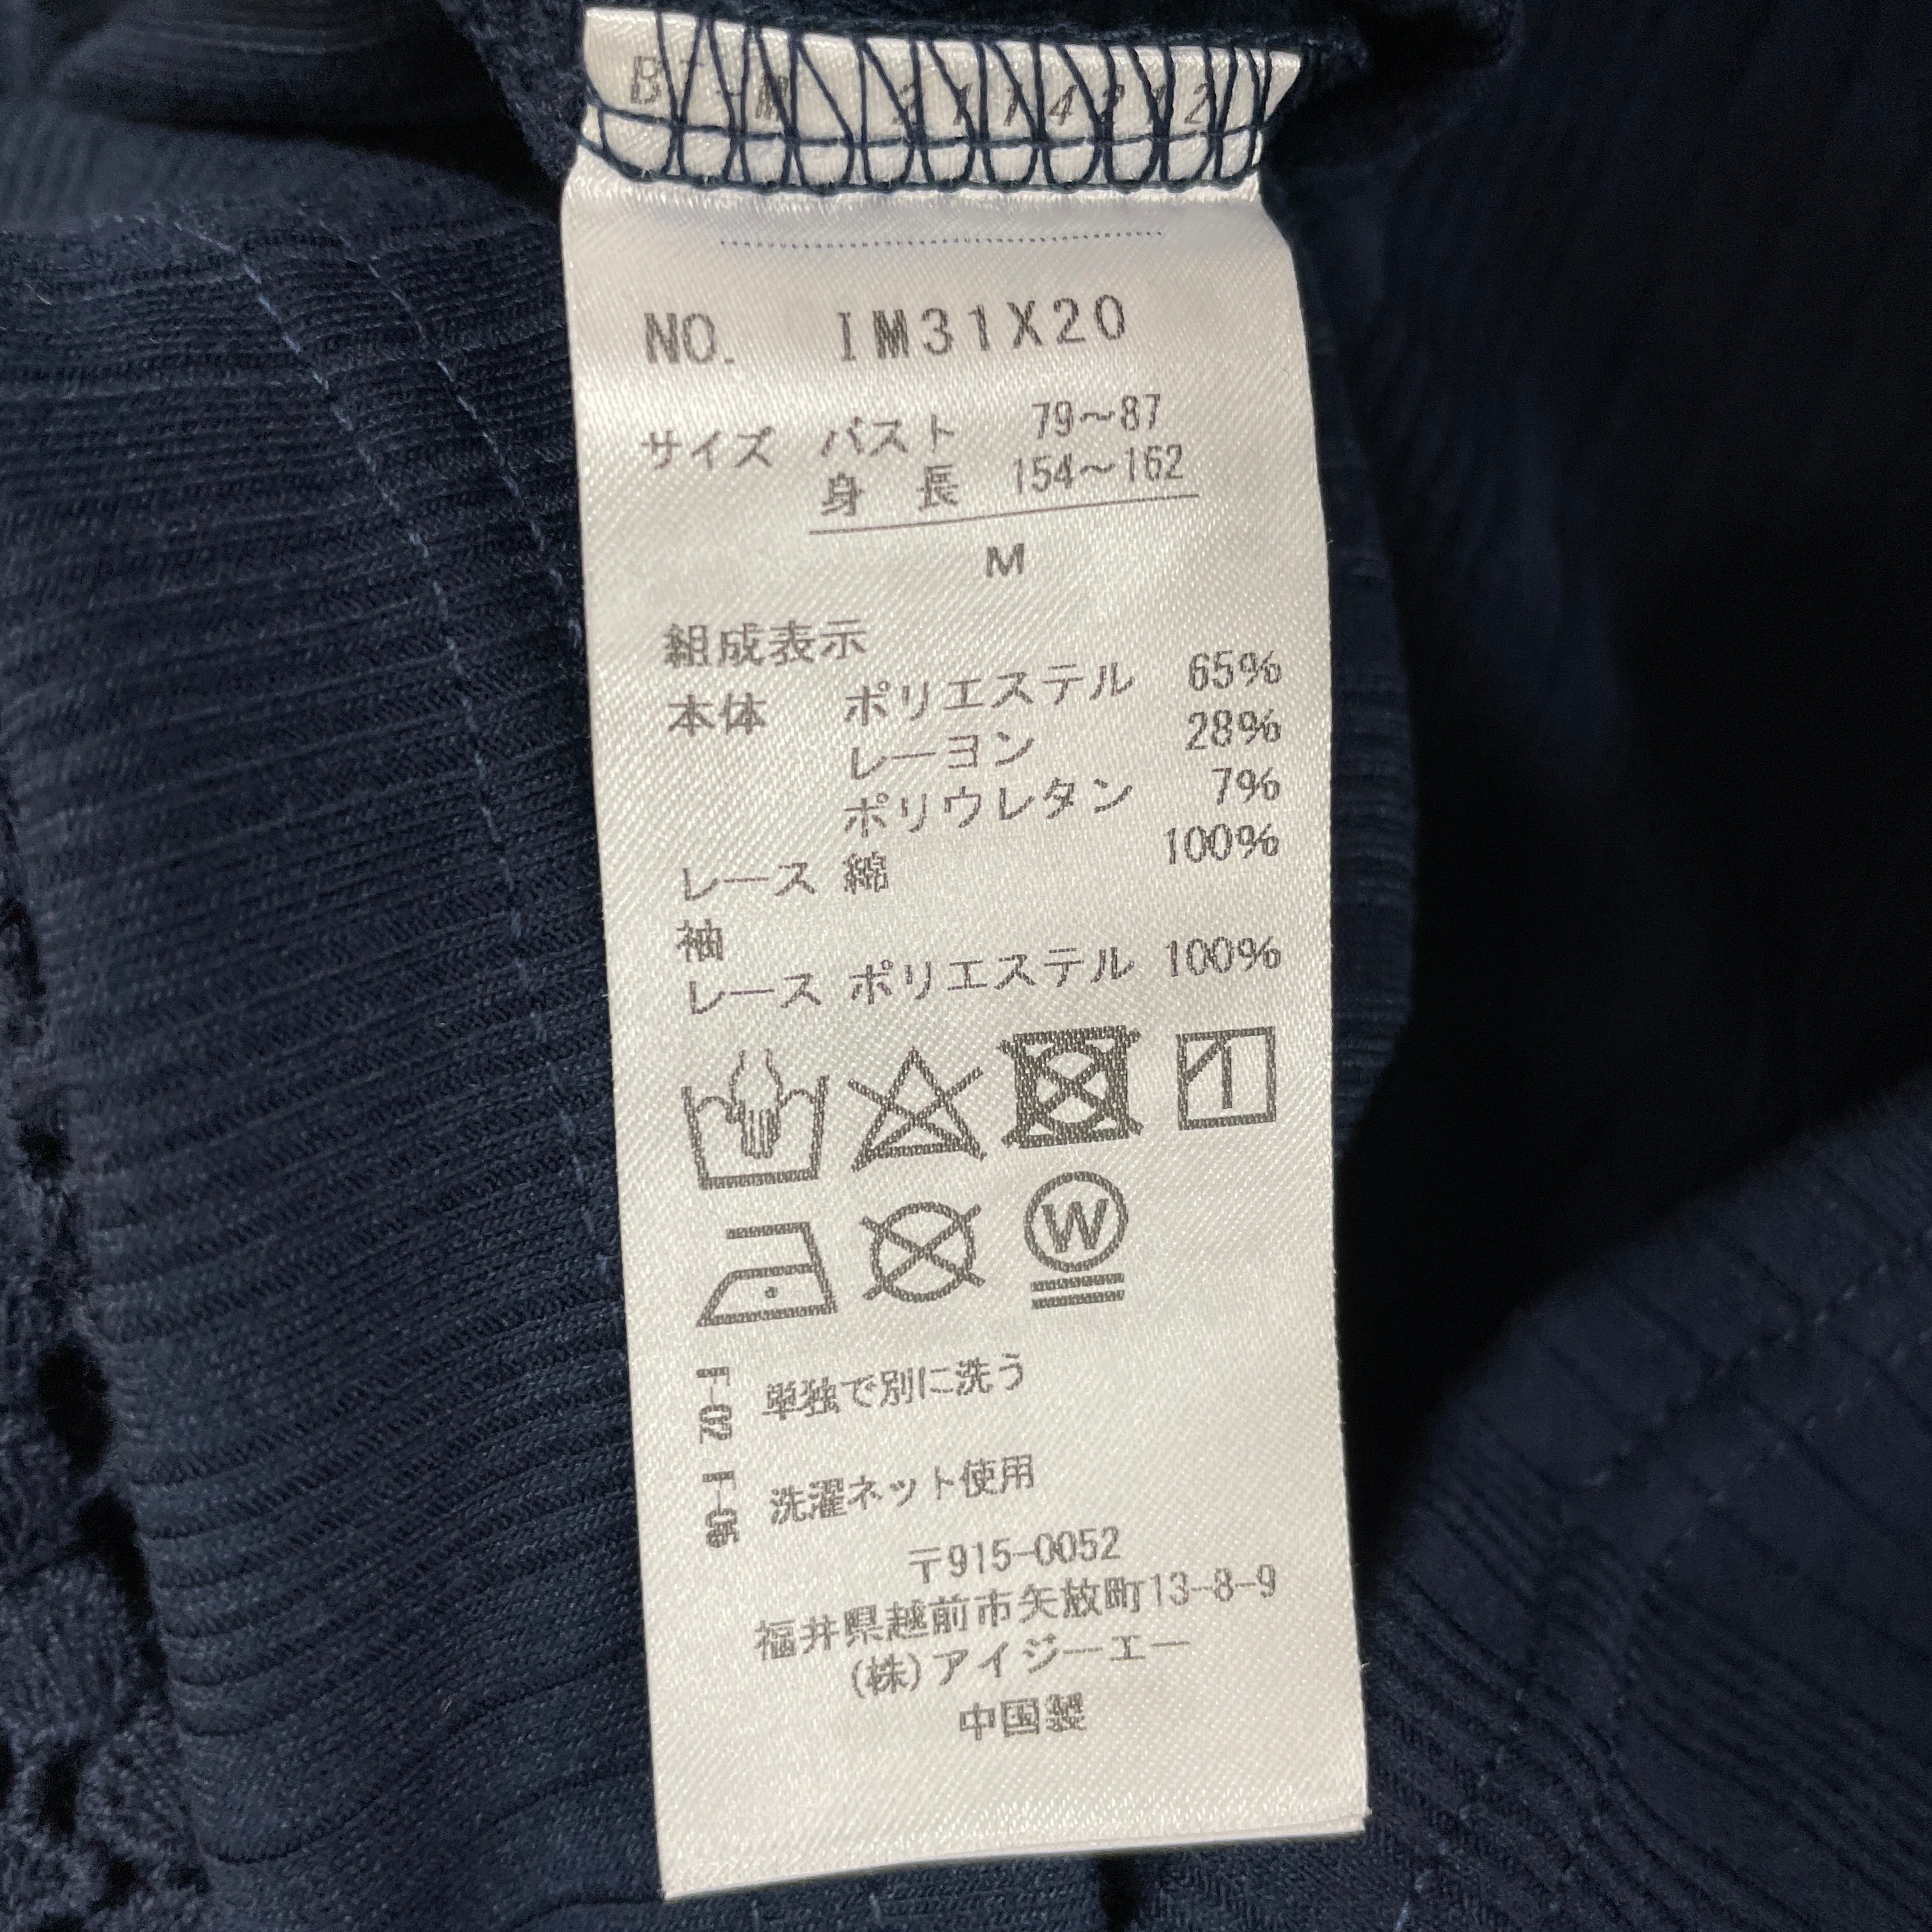 NO. IM31X20
サイズ バスト 79～87
身 長 154～162
M
組成表示
本体 ポリエステル 65%
レーヨン 28%
ポリウレタン 7%
レース 綿 100%
袖
レース ポリエステル 100%
W
F-02 単独で別に洗う
F-05 洗濯ネット使用
〒915-0052
福井県越前市矢放町13-8-9
(株)アイジーエー
中国製